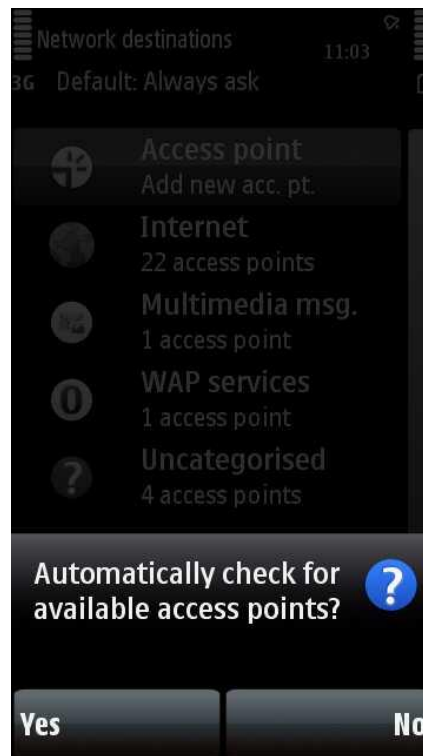 Network destinations
11:03
3G Default: Always ask
Access point
Add new acc. pt.
Internet
22 access points
Multimedia msg.
1 access point
WAP services
1 access point
Uncategorised
4 access points
Automatically check for
available access points?
Yes
No